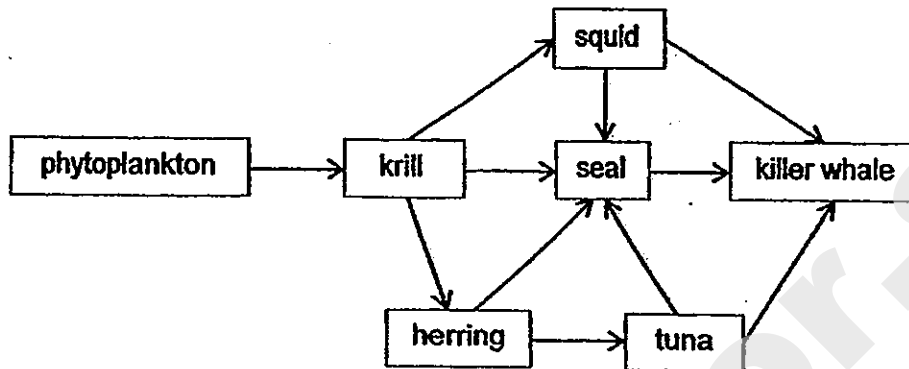 squid
phytoplankton
krill
seal
killer whale
herring
tuna